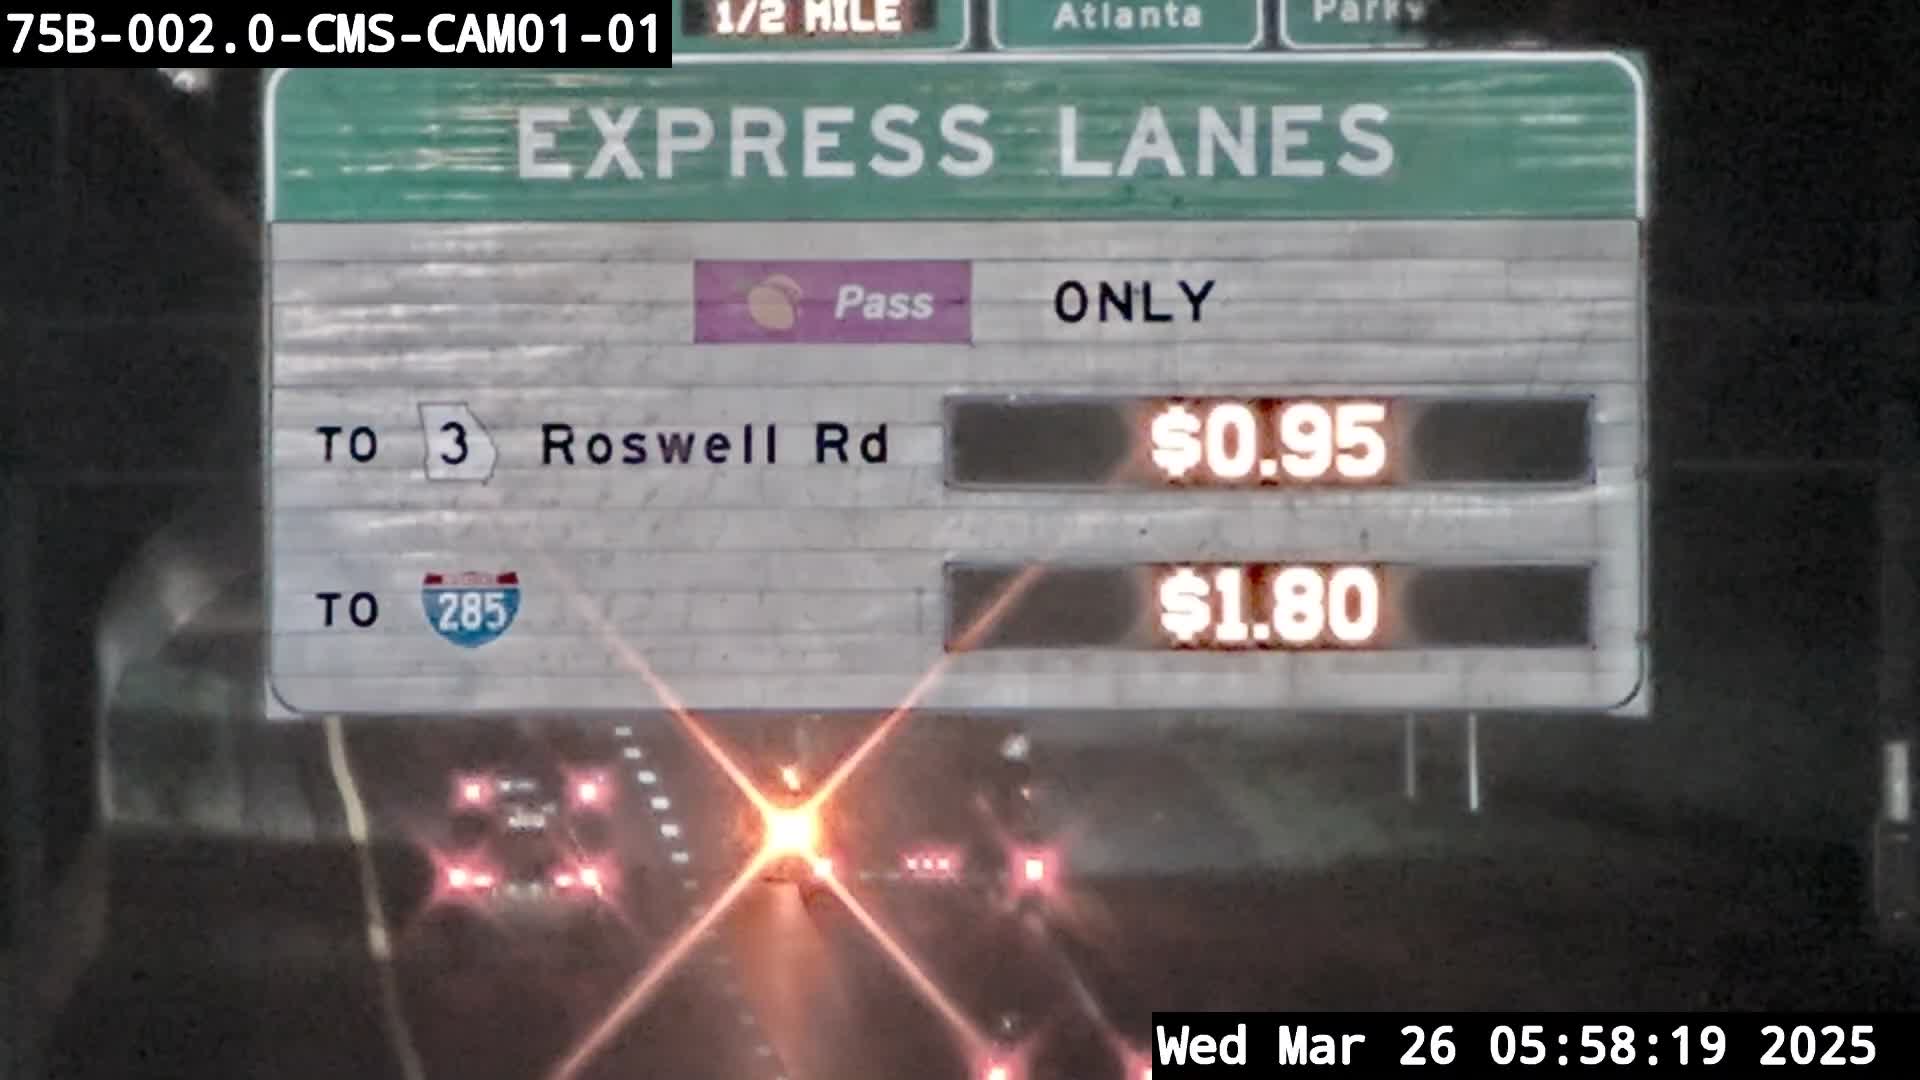 75B-002.0-CMS-CAM01-01
1/2 MILE
Atlanta
EXPRESS LANES
Pass ONLY
TO 3 Roswell Rd $0.95
TO 285 $1.80
Wed Mar 26 05:58:19 2025